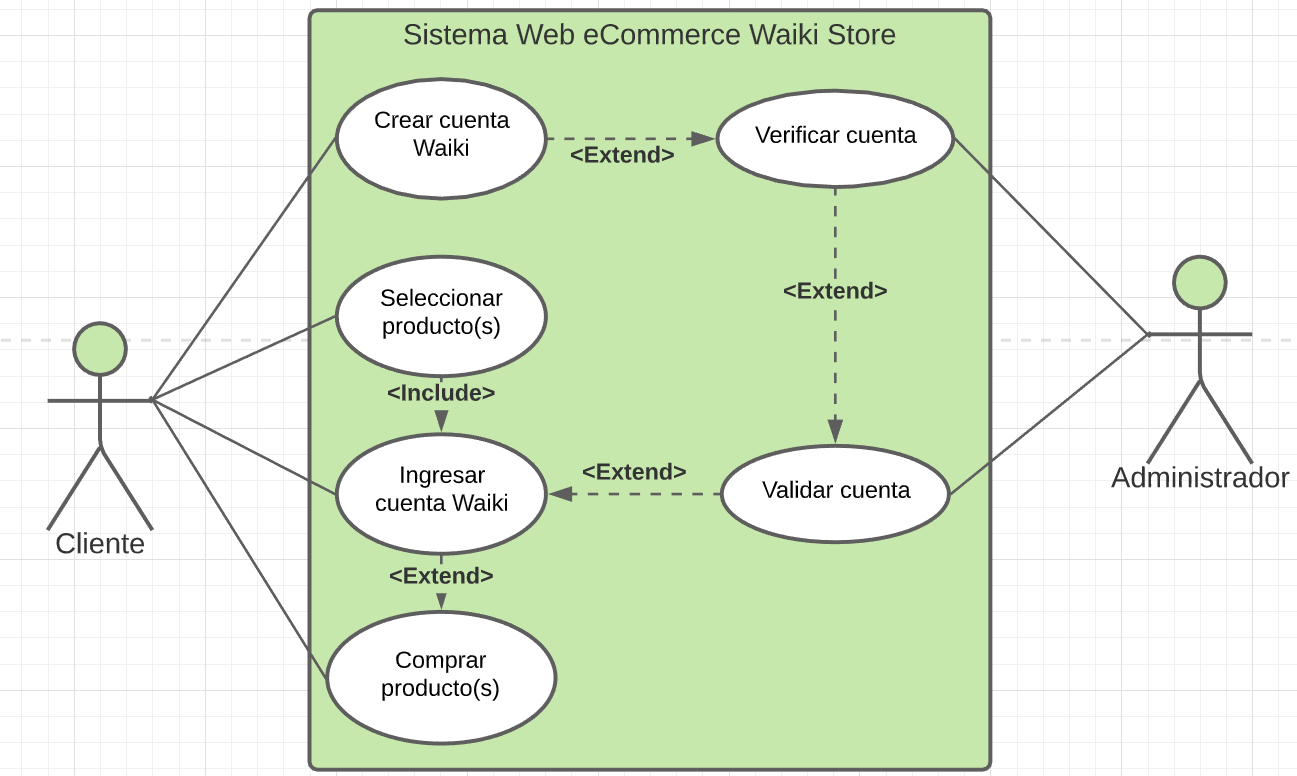 Sistema Web eCommerce Waiki Store
Crear cuenta
Waiki
<Extend>
Verificar cuenta
Seleccionar
producto(s)
<Extend>
<Include>
Ingresar
cuenta Waiki
<Extend>
Validar cuenta
Administrador
Cliente
<Extend>
Comprar
producto(s)